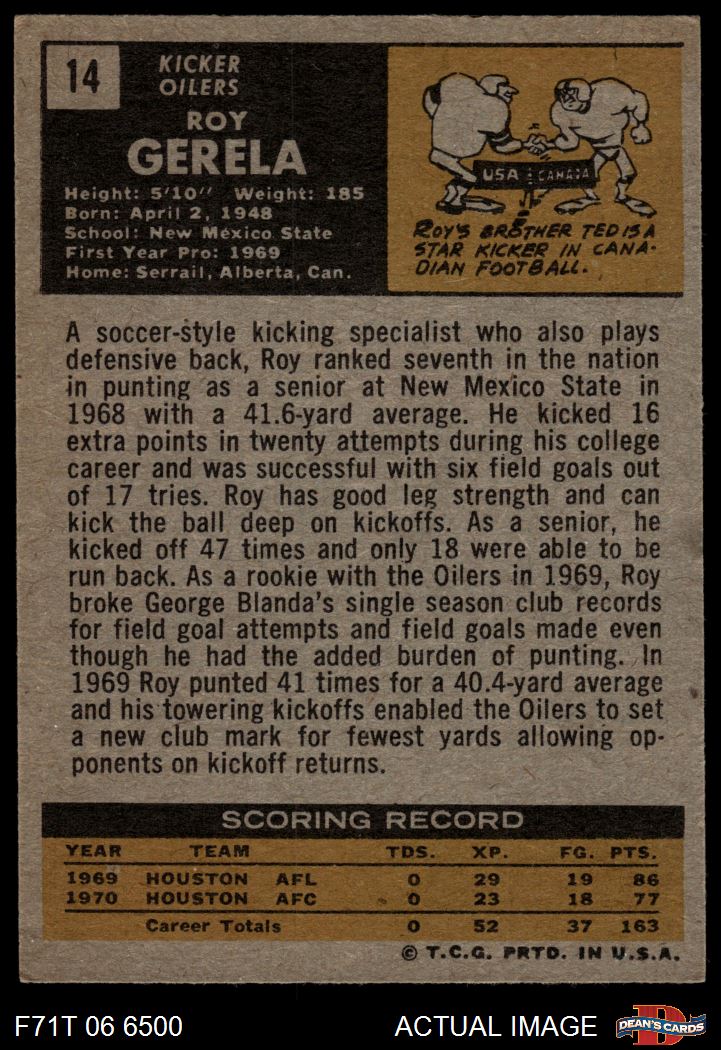 14
KICKER
OILERS
ROY
GERELA
Height: 5'10" Weight: 185
Born: April 2, 1948
School: New Mexico State
First Year Pro: 1969
Home: Serrail, Alberta, Can.
USA CANADA
ROY'S BROTHER TED IS A
STAR KICKER IN CANA-
DIAN FOOTBALL.
A soccer-style kicking specialist who also plays
defensive back, Roy ranked seventh in the nation
in punting as a senior at New Mexico State in
1968 with a 41.6-yard average. He kicked 16
extra points in twenty attempts during his college
career and was successful with six field goals out
of 17 tries. Roy has good leg strength and can
kick the ball deep on kickoffs. As a senior, he
kicked off 47 times and only 18 were able to be
run back. As a rookie with the Oilers in 1969, Roy
broke George Blanda's single season club records
for field goal attempts and field goals made even
though he had the added burden of punting. In
1969 Roy punted 41 times for a 40.4-yard average
and his towering kickoffs enabled the Oilers to set
a new club mark for fewest yards allowing op-
ponents on kickoff returns.
SCORING RECORD
YEAR TEAM TDS. XP. FG. PTS.
1969 HOUSTON AFL 0 29 19 86
1970 HOUSTON AFC 0 23 18 77
Career Totals 0 52 37 163
© T.C.G. PRTD. IN U.S.A.
F71T 06 6500 ACTUAL IMAGE D DEAN'S CARDS